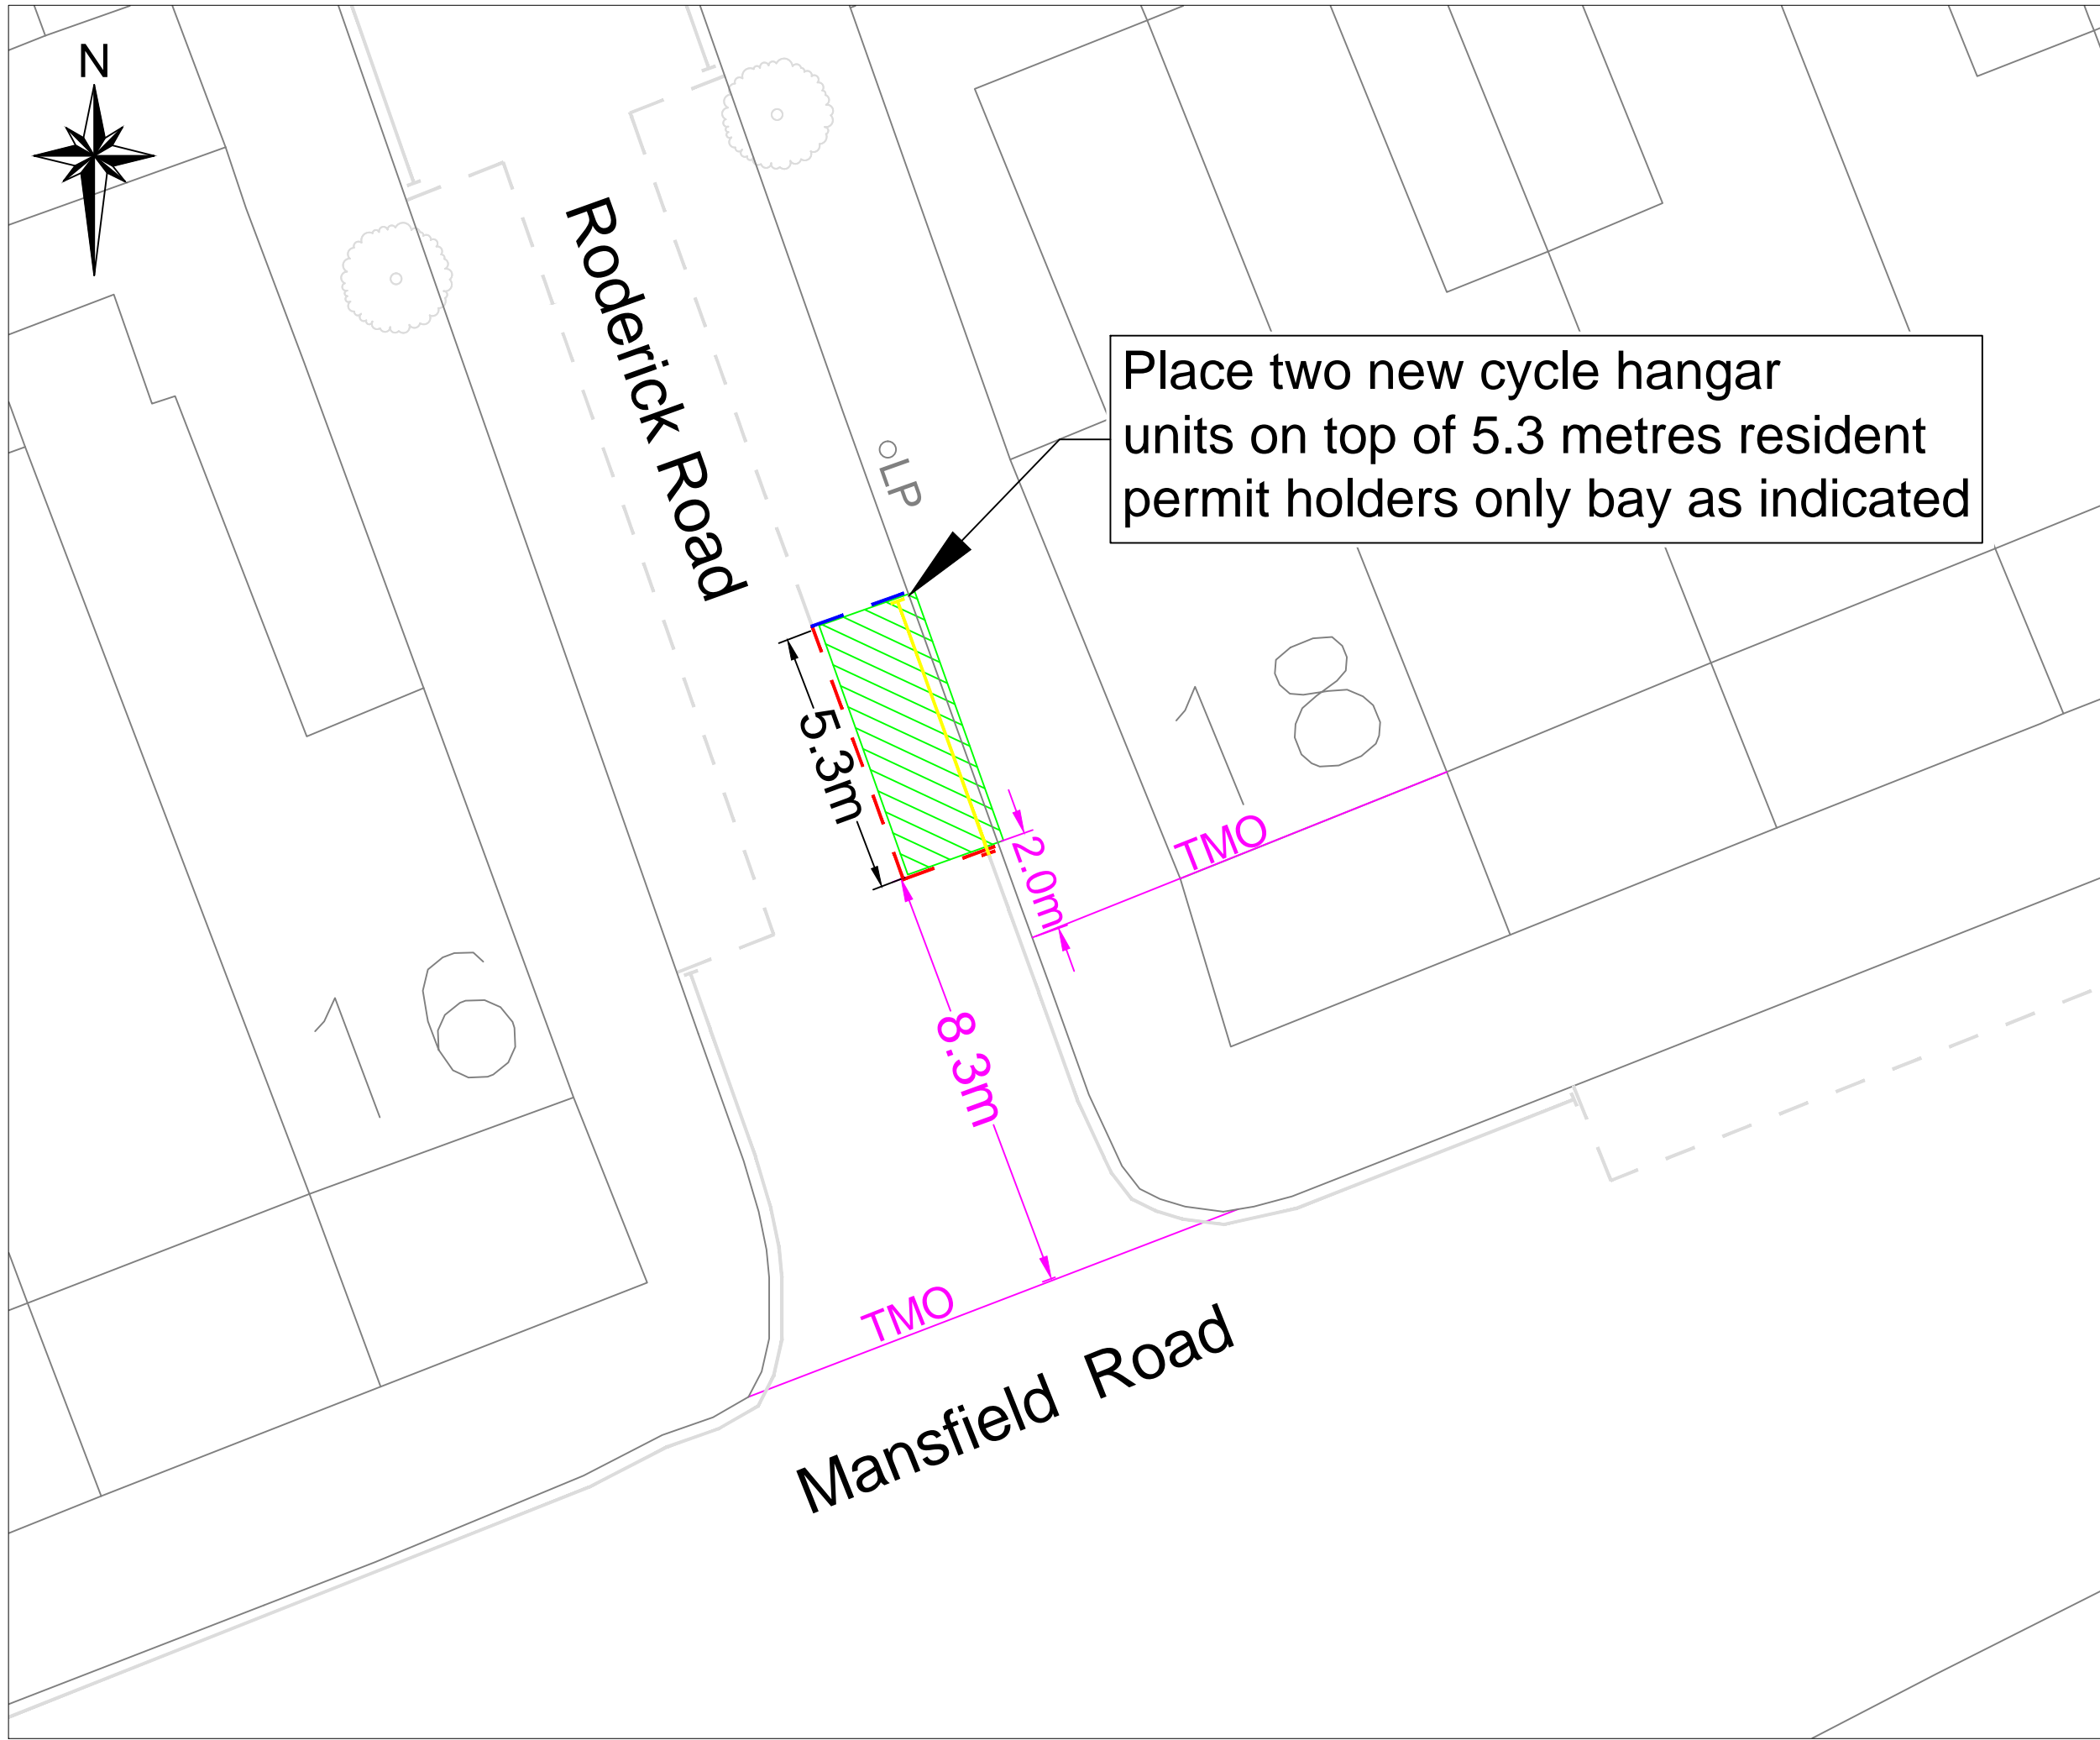 N
Roderick Road
Place two new cycle hangar
units on top of 5.3 metres resident
permit holders only bay as indicated
LP
5.3m
18
2.0m
TMO
16
8.3m
TMO
Mansfield Road